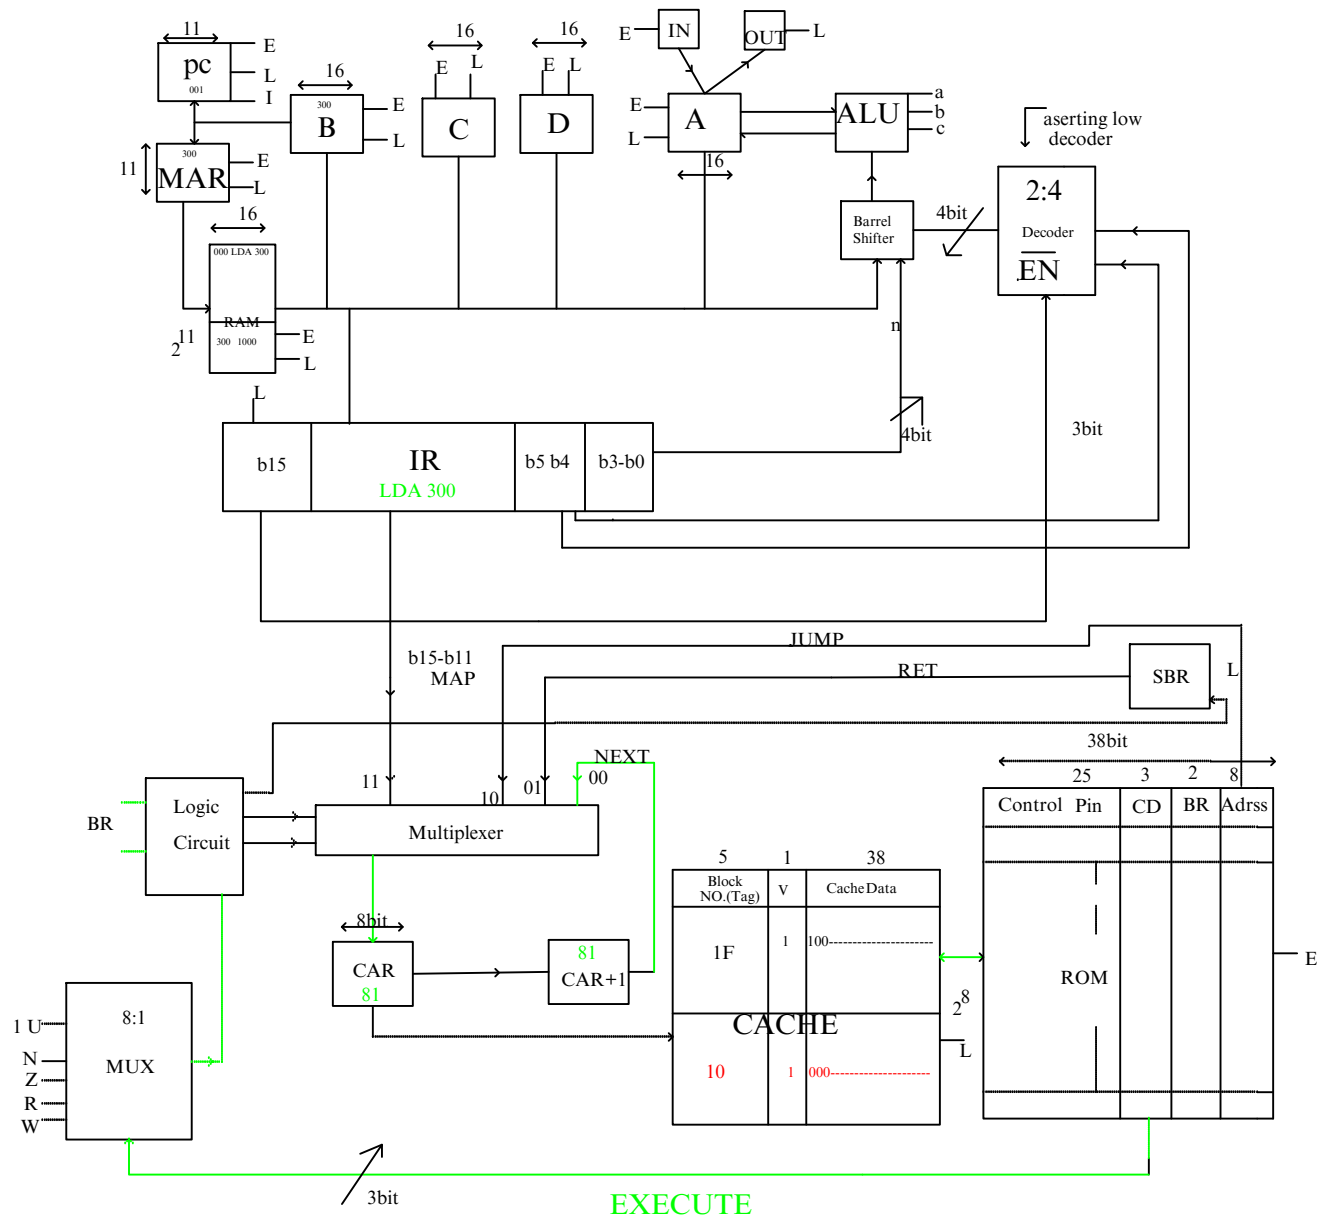 11
E
pc
L
001
I
16
300
B
E
L
16
E
L
C
16
E
L
D
E
IN
OUT
L
E
A
L
16
ALU
a
b
c
aserting low
decoder
11
300
MAR
E
L
16
000 LDA 300
RAM
300 1000
E
L
2
11
Barrel
Shifter
4bit
2:4
Decoder
EN
n
4bit
3bit
L
b15
IR
LDA 300
b5 b4
b3-b0
b15-b11
MAP
JUMP
RET
SBR
L
NEXT
00
11
10
01
38bit
25
3
2
8
Control Pin
CD
BR
Adrss
ROM
E
BR
Logic
Circuit
Multiplexer
8bit
CAR
81
81
CAR+1
5
1
38
Block
NO.(Tag)
V
Cache Data
1F
1
100----------------------
CACHE
10
1
000---------------------
2
8
L
8:1
MUX
1 U
N
Z
R
W
3bit
EXECUTE